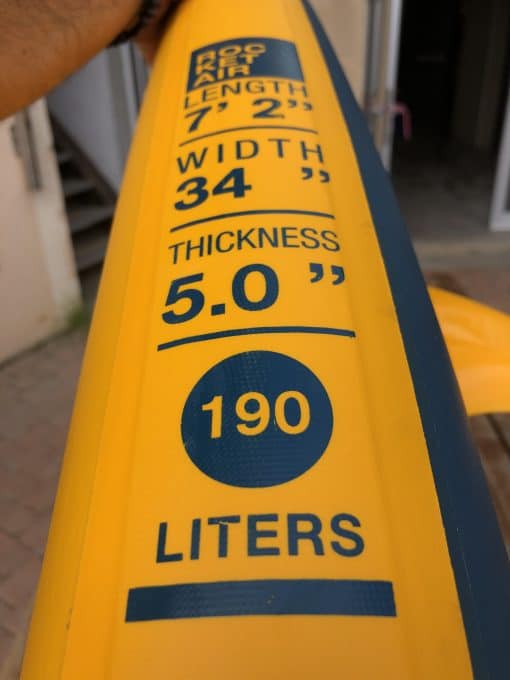 ROC
KET
AIR
LENGTH
7’ 2”
WIDTH
34 ”
THICKNESS
5.0 ”
190
LITERS